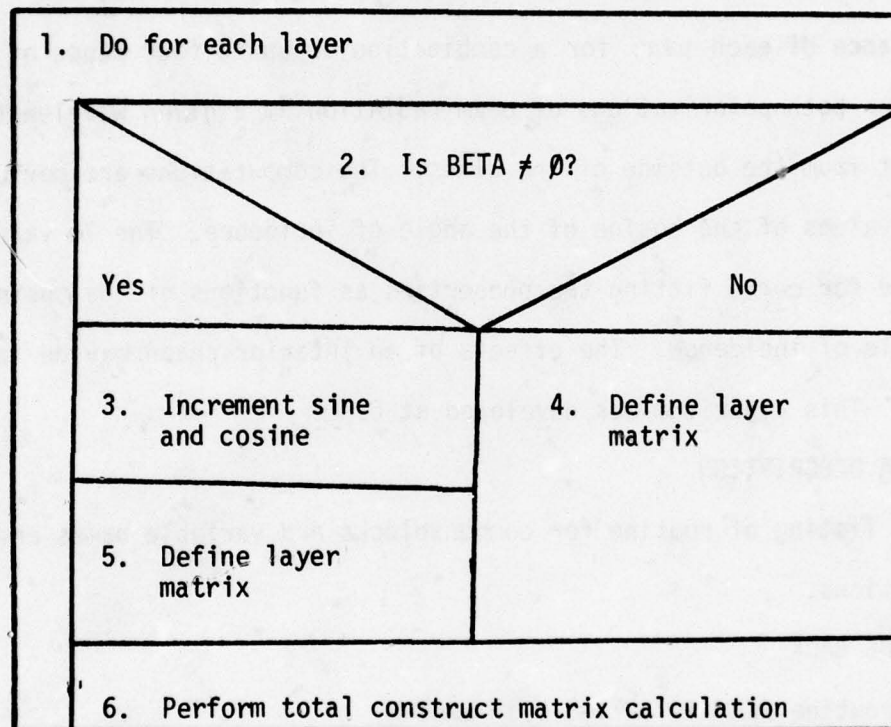 1. Do for each layer
2. Is BETA ≠ Ø?
Yes
No
3. Increment sine
and cosine
4. Define layer
matrix
5. Define layer
matrix
6. Perform total construct matrix calculation